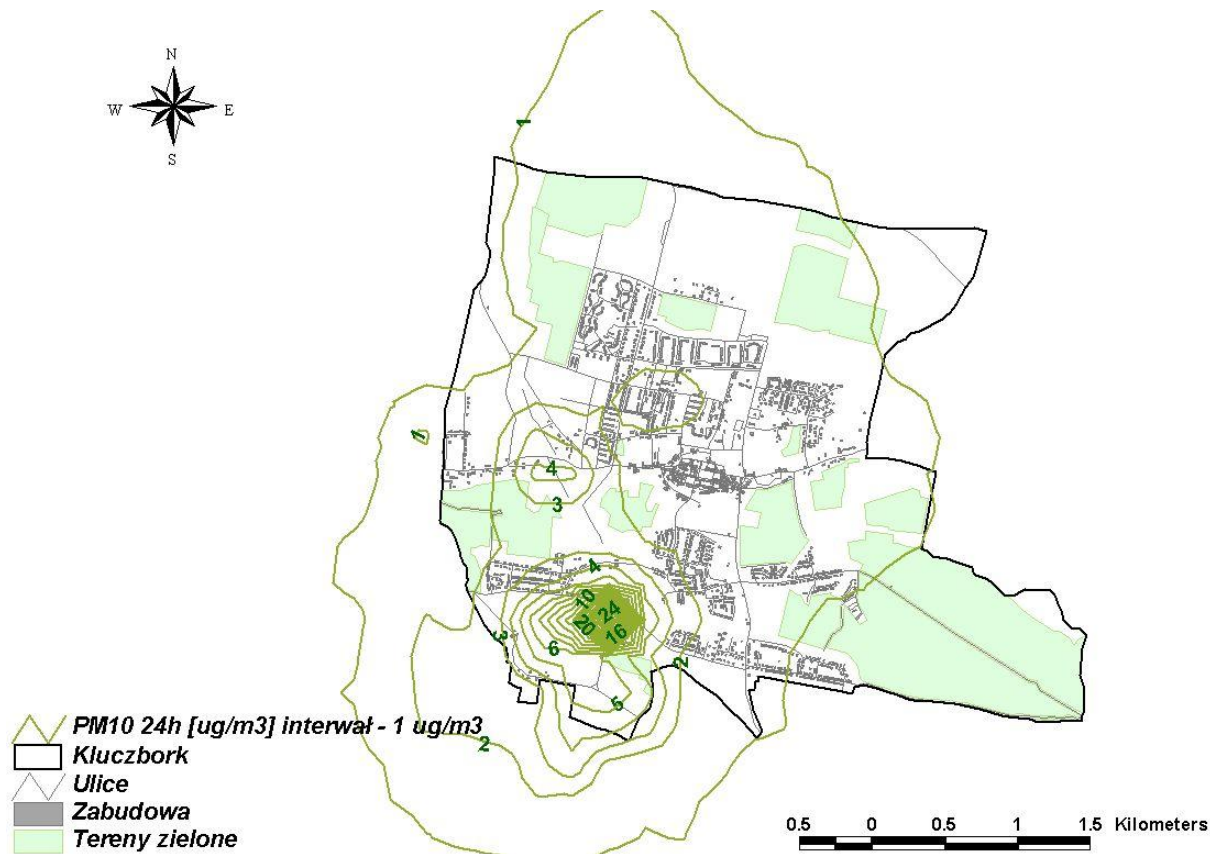 N
W E
S
1
1
4
3
4
10
24
20
16
3
6
2
5
2
PM10 24h [ug/m3] interwał - 1 ug/m3
Kluczbork
Ulice
Zabudowa
Tereny zielone
0.5 0 0.5 1 1.5 Kilometers